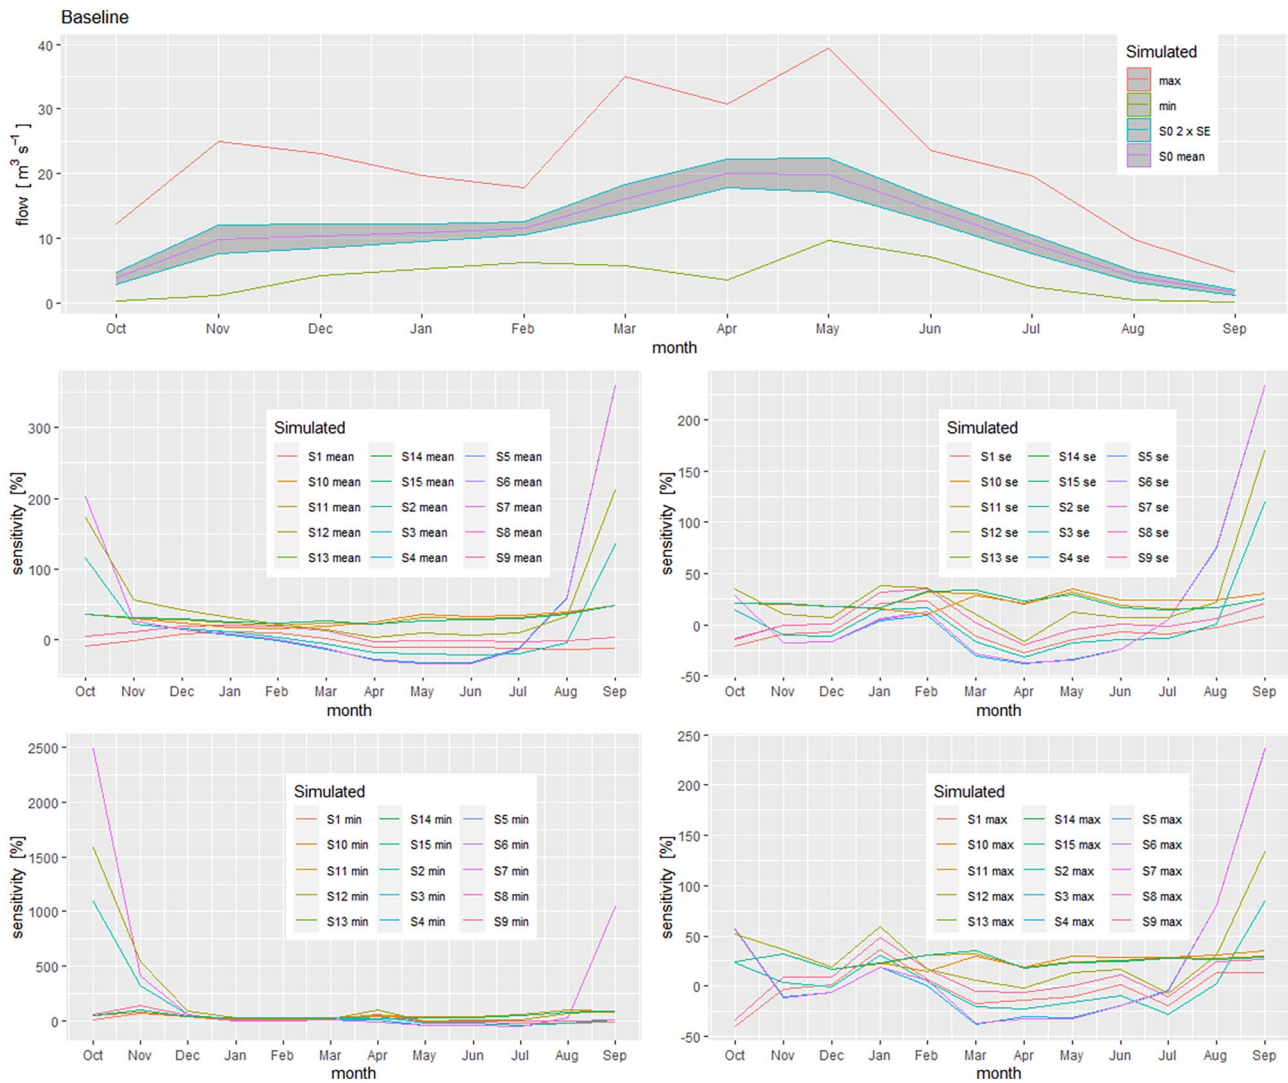 Baseline
40
30
20
10
0
flow [ m³ s⁻¹ ]
Simulated
max
min
S0 2 x SE
S0 mean
Oct Nov Dec Jan Feb Mar Apr May Jun Jul Aug Sep
month
300
200
100
0
sensitivity [%]
Simulated
S1 mean S14 mean S5 mean
S10 mean S15 mean S6 mean
S11 mean S2 mean S7 mean
S12 mean S3 mean S8 mean
S13 mean S4 mean S9 mean
Oct Nov Dec Jan Feb Mar Apr May Jun Jul Aug Sep
month
200
150
100
50
0
-50
sensitivity [%]
Simulated
S1 se S14 se S5 se
S10 se S15 se S6 se
S11 se S2 se S7 se
S12 se S3 se S8 se
S13 se S4 se S9 se
Oct Nov Dec Jan Feb Mar Apr May Jun Jul Aug Sep
month
2500
2000
1500
1000
500
0
sensitivity [%]
Simulated
S1 min S14 min S5 min
S10 min S15 min S6 min
S11 min S2 min S7 min
S12 min S3 min S8 min
S13 min S4 min S9 min
Oct Nov Dec Jan Feb Mar Apr May Jun Jul Aug Sep
month
250
200
150
100
50
0
-50
sensitivity [%]
Simulated
S1 max S14 max S5 max
S10 max S15 max S6 max
S11 max S2 max S7 max
S12 max S3 max S8 max
S13 max S4 max S9 max
Oct Nov Dec Jan Feb Mar Apr May Jun Jul Aug Sep
month